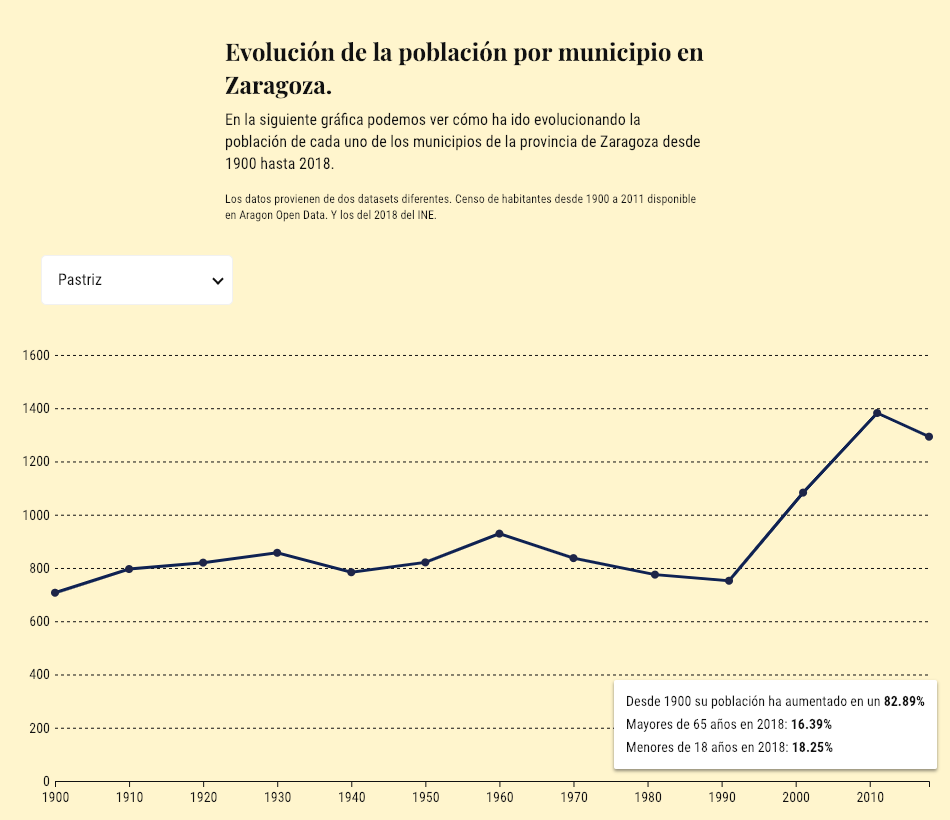 Evolución de la población por municipio en
Zaragoza.
En la siguiente gráfica podemos ver cómo ha ido evolucionando la
población de cada uno de los municipios de la provincia de Zaragoza desde
1900 hasta 2018.
Los datos provienen de dos datasets diferentes. Censo de habitantes desde 1900 a 2011 disponible
en Aragon Open Data. Y los del 2018 del INE.
Pastriz
1600
1400
1200
1000
800
600
400
200
0
Desde 1900 su población ha aumentado en un 82.89%
Mayores de 65 años en 2018: 16.39%
Menores de 18 años en 2018: 18.25%
1900 1910 1920 1930 1940 1950 1960 1970 1980 1990 2000 2010